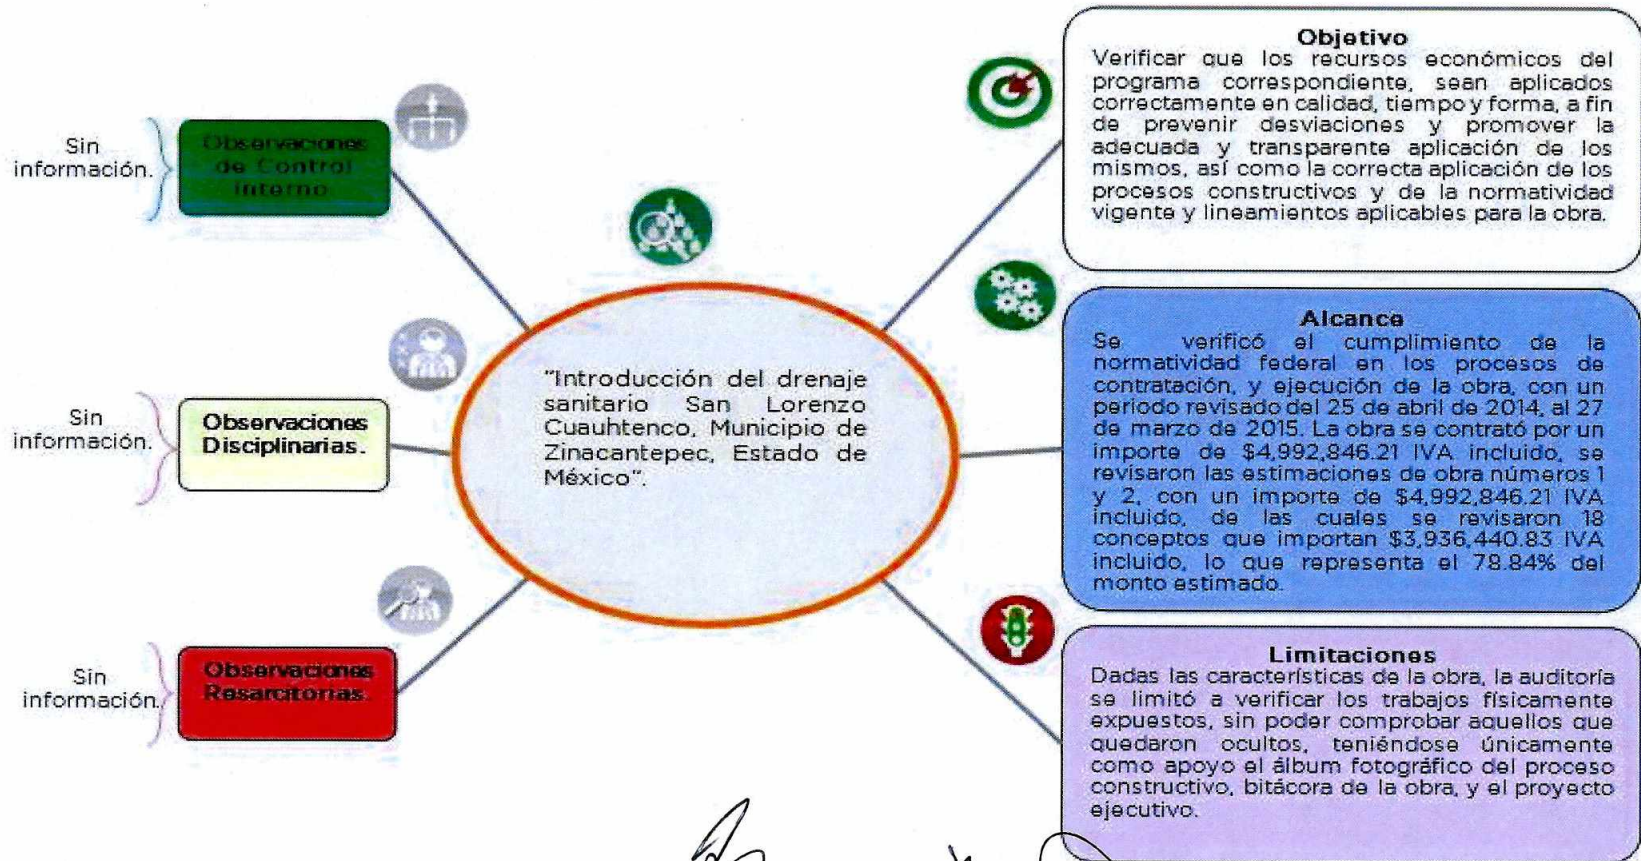 Sin
información.
Observaciones
de Control
Interno
Sin
información.
Observaciones
Disciplinarias.
Sin
información.
Observaciones
Resarcitorias.
"Introducción del drenaje
sanitario San Lorenzo
Cuauhtenco, Municipio de
Zinacantepec, Estado de
México".
Objetivo
Verificar que los recursos económicos del
programa correspondiente, sean aplicados
correctamente en calidad, tiempo y forma, a fin
de prevenir desviaciones y promover la
adecuada y transparente aplicación de los
mismos, así como la correcta aplicación de los
procesos constructivos y de la normatividad
vigente y lineamientos aplicables para la obra.
Alcance
Se verificó el cumplimiento de la
normatividad federal en los procesos de
contratación, y ejecución de la obra, con un
periodo revisado del 25 de abril de 2014, al 27
de marzo de 2015. La obra se contrató por un
importe de $4,992,846.21 IVA incluido, se
revisaron las estimaciones de obra números 1
y 2, con un importe de $4,992,846.21 IVA
incluido, de las cuales se revisaron 18
conceptos que importan $3,936,440.83 IVA
incluido, lo que representa el 78.84% del
monto estimado.
Limitaciones
Dadas las características de la obra, la auditoría
se limitó a verificar los trabajos físicamente
expuestos, sin poder comprobar aquellos que
quedaron ocultos, teniéndose únicamente
como apoyo el álbum fotográfico del proceso
constructivo, bitácora de la obra, y el proyecto
ejecutivo.